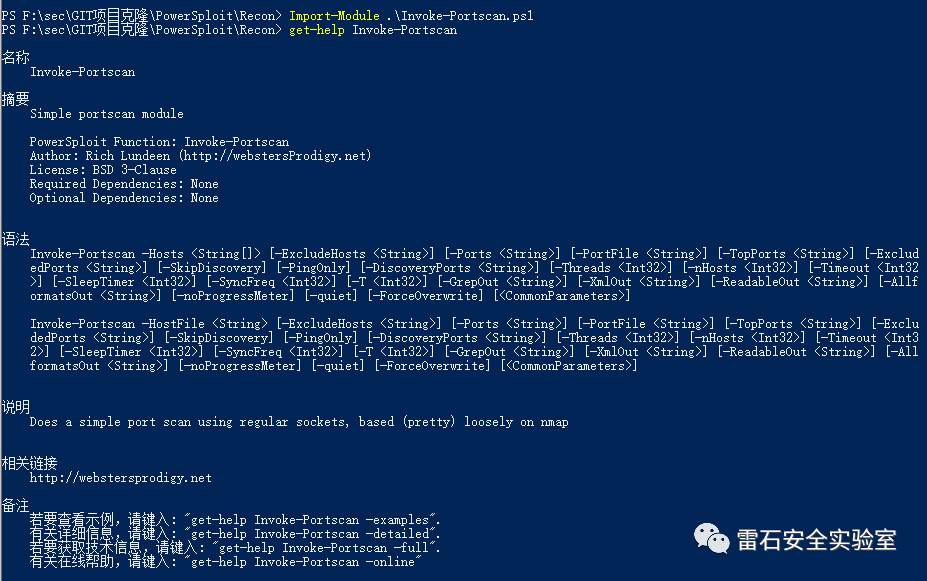 PS F:\sec\GIT项目克隆\PowerSploit\Recon> Import-Module .\Invoke-Portscan.ps1
PS F:\sec\GIT项目克隆\PowerSploit\Recon> get-help Invoke-Portscan
名称
Invoke-Portscan
摘要
Simple portscan module
PowerSploit Function: Invoke-Portscan
Author: Rich Lundeen (http://webstersProdigy.net)
License: BSD 3-Clause
Required Dependencies: None
Optional Dependencies: None
语法
Invoke-Portscan -Hosts <String[]> [-ExcludeHosts <String>] [-Ports <String>] [-PortFile <String>] [-TopPorts <String>] [-Exclud
edPorts <String>] [-SkipDiscovery] [-PingOnly] [-DiscoveryPorts <String>] [-Threads <Int32>] [-nHosts <Int32>] [-Timeout <Int32
>] [-SleepTimer <Int32>] [-SyncFreq <Int32>] [-T <Int32>] [-GrepOut <String>] [-XmlOut <String>] [-ReadableOut <String>] [-Allf
ormatsOut <String>] [-noProgressMeter] [-quiet] [-ForceOverwrite] [<CommonParameters>]
Invoke-Portscan -HostFile <String> [-ExcludeHosts <String>] [-Ports <String>] [-PortFile <String>] [-TopPorts <String>] [-Exclu
dedPorts <String>] [-SkipDiscovery] [-PingOnly] [-DiscoveryPorts <String>] [-Threads <Int32>] [-nHosts <Int32>] [-Timeout <Int3
2>] [-SleepTimer <Int32>] [-SyncFreq <Int32>] [-T <Int32>] [-GrepOut <String>] [-XmlOut <String>] [-ReadableOut <String>] [-All
formatsOut <String>] [-noProgressMeter] [-quiet] [-ForceOverwrite] [<CommonParameters>]
说明
Does a simple port scan using regular sockets, based (pretty) loosely on nmap
相关链接
http://webstersprodigy.net
备注
若要查看示例，请键入: "get-help Invoke-Portscan -examples".
有关详细信息，请键入: "get-help Invoke-Portscan -detailed".
若要获取技术信息，请键入: "get-help Invoke-Portscan -full".
有关在线帮助，请键入: "get-help Invoke-Portscan -online"
雷石安全实验室